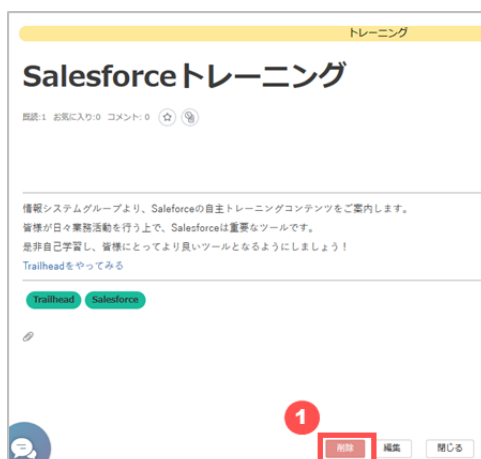 トレーニング
Salesforceトレーニング
既読:1 お気に入り:0 コメント: 0
情報システムグループより、Saleforceの自主トレーニングコンテンツをご案内します。
皆様が日々業務活動を行う上で、Salesforceは重要なツールです。
是非自己学習し、皆様にとってより良いツールとなるようにしましょう！
Trailheadをやってみる
Trailhead Salesforce
1
削除 編集 閉じる